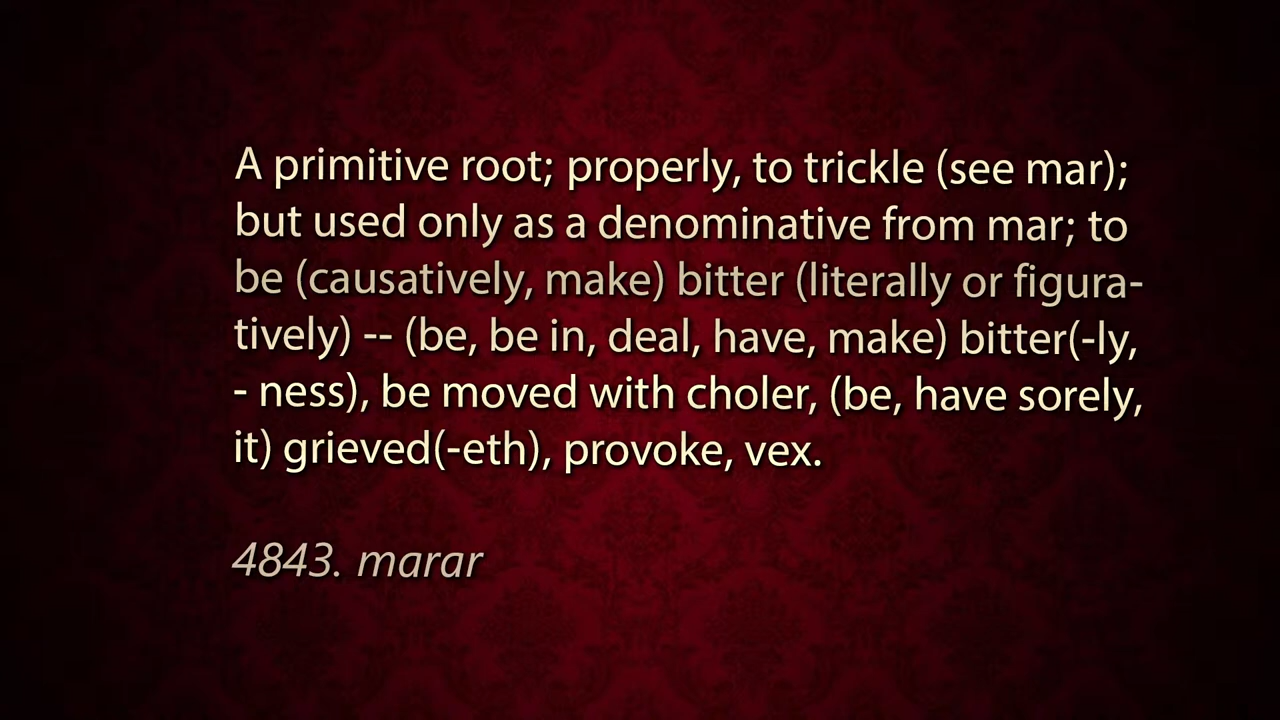 A primitive root; properly, to trickle (see mar);
but used only as a denominative from mar; to
be (causatively, make) bitter (literally or figura-
tively) -- (be, be in, deal, have, make) bitter(-ly,
- ness), be moved with choler, (be, have sorely,
it) grieved(-eth), provoke, vex.
4843. marar